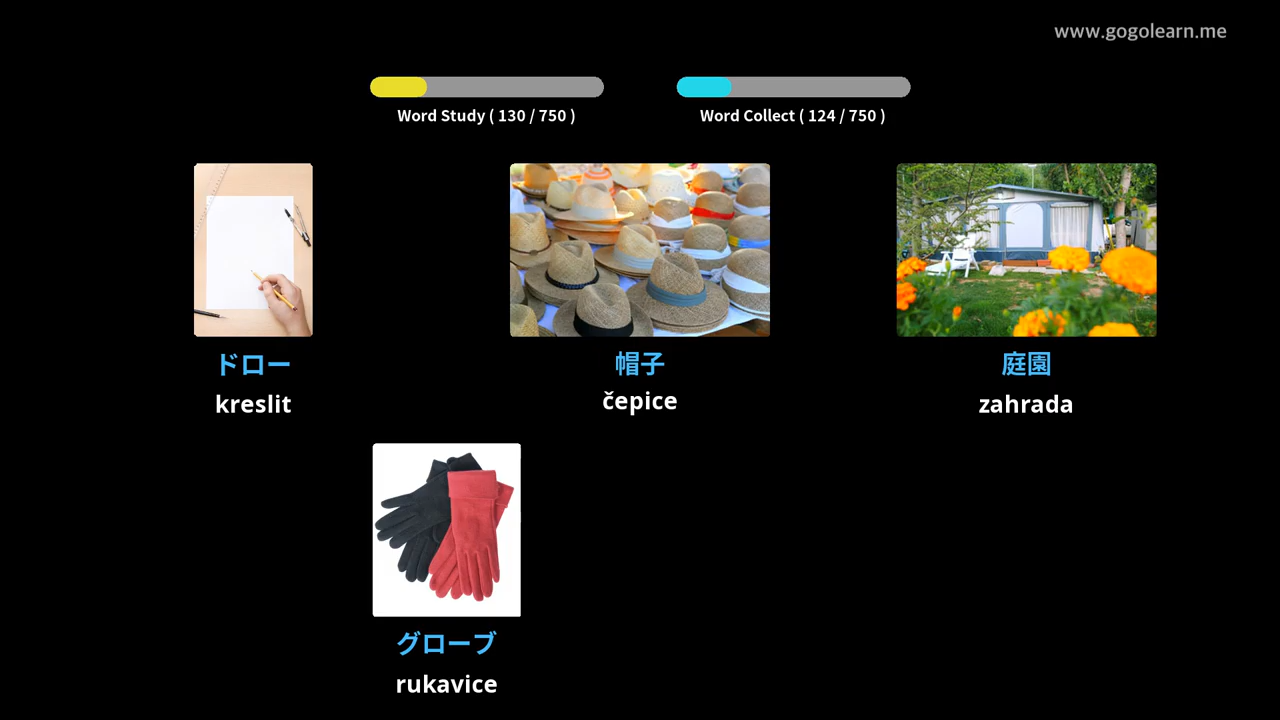 www.gogolearn.me
Word Study ( 130 / 750 )
Word Collect ( 124 / 750 )
ドロー
帽子
庭園
kreslit
čepice
zahrada
グローブ
rukavice